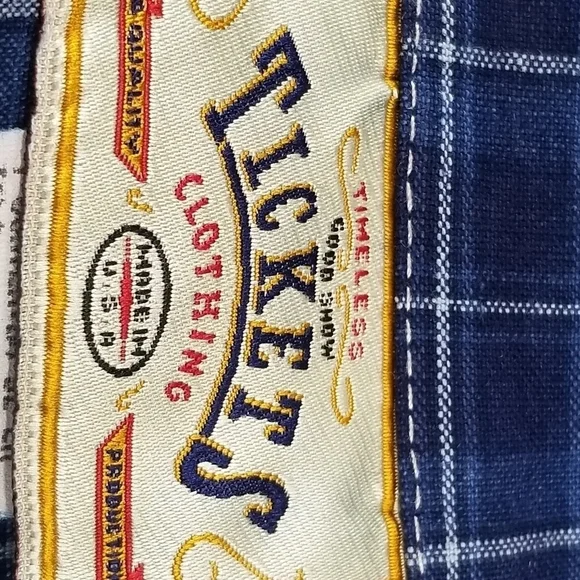 TIMELESS
GOOD SHOW
TICKETS
CLOTHING
QUALITY
MADE IN
U.S.A
PRODUCTION